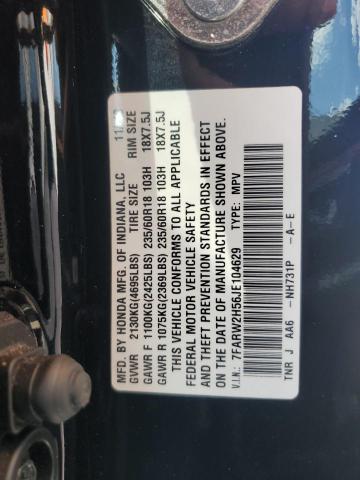 MFD. BY HONDA MFG. OF INDIANA, LLC 11/
GVWR 2130KG(4695LBS) TIRE SIZE RIM SIZE
GAWR F 1100KG(2425LBS) 235/60R18 103H 18X7.5J
GAWR R 1075KG(2369LBS) 235/60R18 103H 18X7.5J
THIS VEHICLE CONFORMS TO ALL APPLICABLE
FEDERAL MOTOR VEHICLE SAFETY
AND THEFT PREVENTION STANDARDS IN EFFECT
ON THE DATE OF MANUFACTURE SHOWN ABOVE.
V.I.N.: 7FARW2H56JE104629 TYPE: MPV
TNR J AA6 -NH731P -A-E